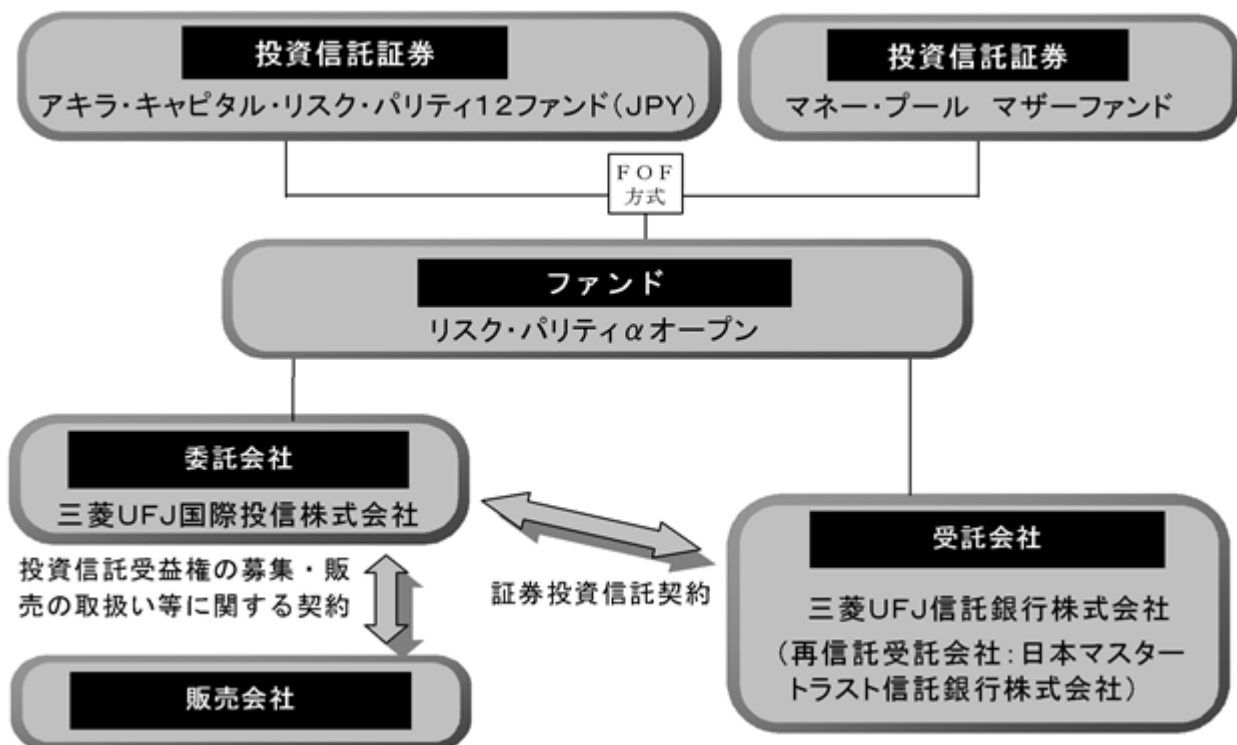 投資信託証券
アキラ・キャピタル・リスク・パリティ12ファンド(JPY)
投資信託証券
マネー・プール マザーファンド
FOF
方式
ファンド
リスク・パリティαオープン
委託会社
三菱UFJ国際投信株式会社
投資信託受益権の募集・販
売の取扱い等に関する契約
証券投資信託契約
受託会社
三菱UFJ信託銀行株式会社
(再信託受託会社:日本マスター
トラスト信託銀行株式会社)
販売会社